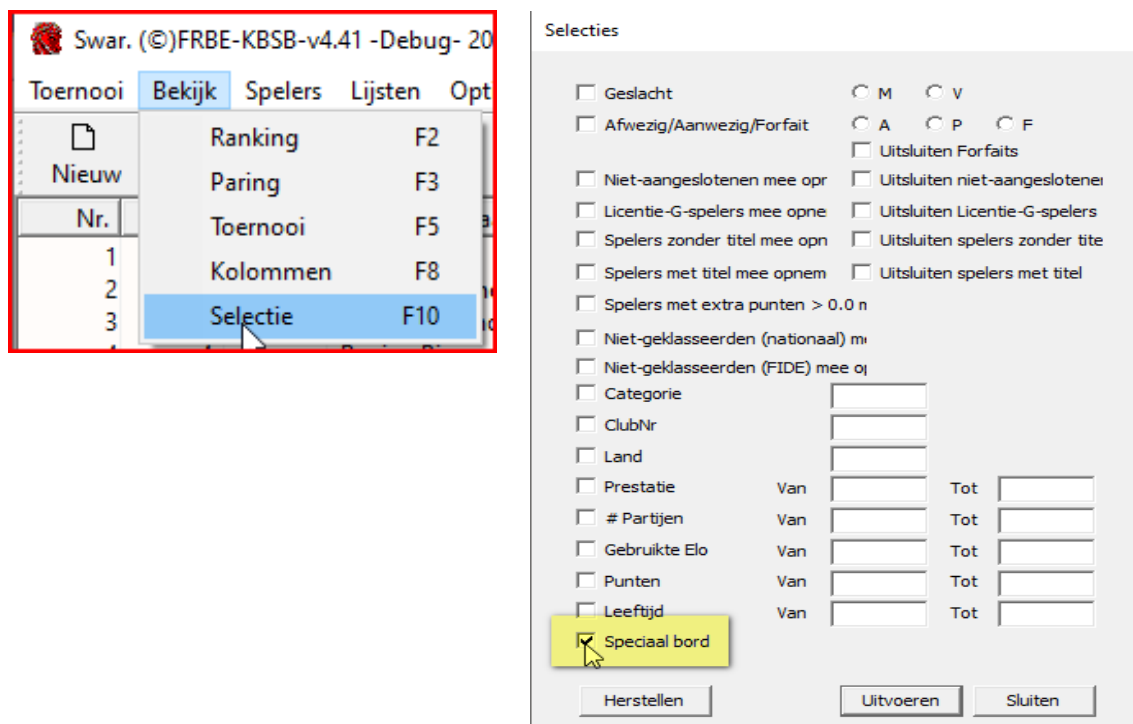 Swar. (©)FRBE-KBSB-v4.41 -Debug- 20
Toernooi Bekijk Spelers Lijsten Opt
Nieuw
Ranking F2
Paring F3
Toernooi F5
Kolommen F8
Selectie F10
Nr.
1
2
3
Selecties
Geslacht M V
Afwezig/Aanwezig/Forfait A P F
Uitsluiten Forfaits
Niet-aangeslotenen mee opr Uitsluiten niet-aangeslotener
Licentie-G-spelers mee opne Uitsluiten Licentie-G-spelers
Spelers zonder titel mee opn Uitsluiten spelers zonder tite
Spelers met titel mee opnem Uitsluiten spelers met titel
Spelers met extra punten > 0.0 m
Niet-geklasseerden (nationaal) me
Niet-geklasseerden (FIDE) mee op
Categorie
ClubNr
Land
Prestatie Van Tot
# Partijen Van Tot
Gebruikte Elo Van Tot
Punten Van Tot
Leeftijd Van Tot
Speciaal bord
Herstellen Uitvoeren Sluiten